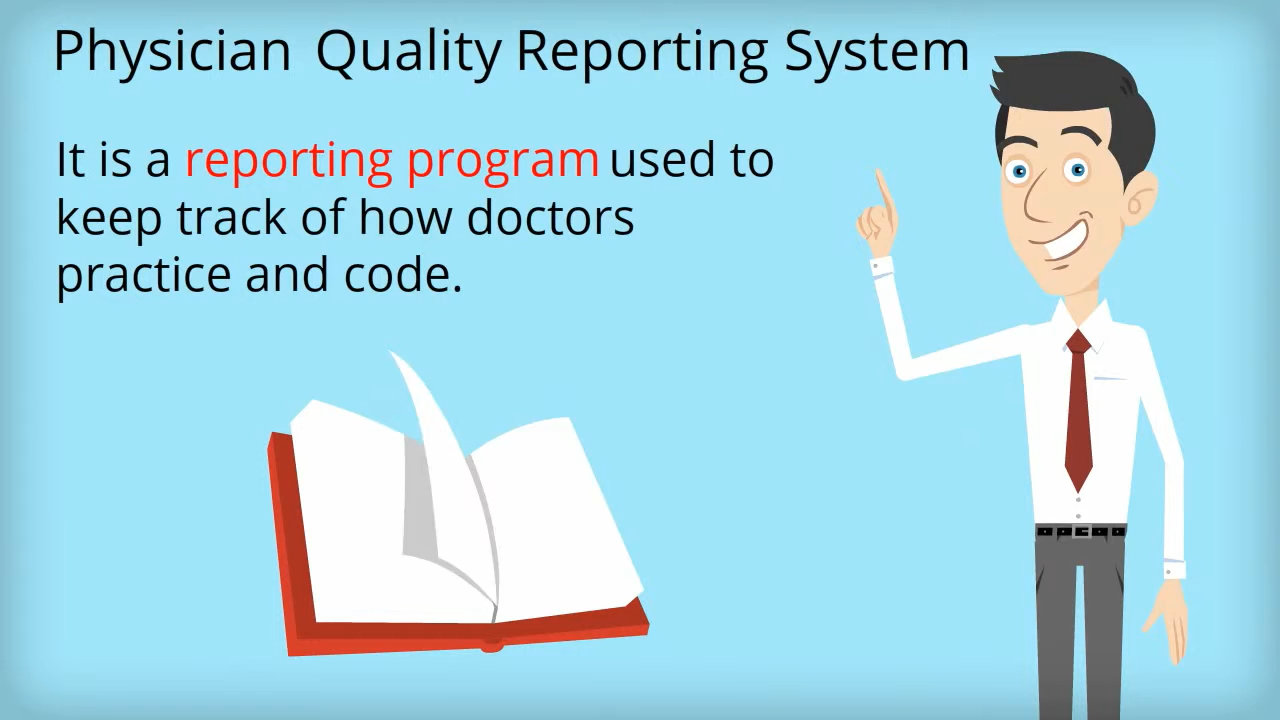 Physician Quality Reporting System
It is a reporting program used to
keep track of how doctors
practice and code.